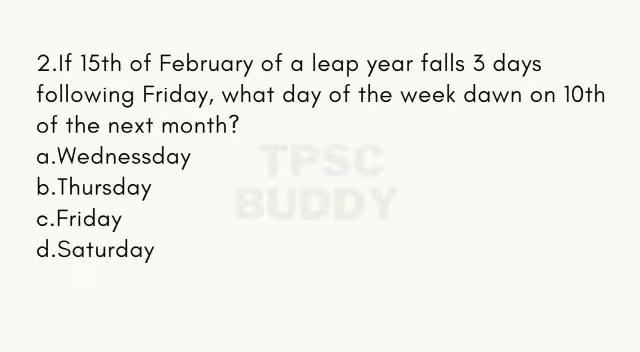 2.If 15th of February of a leap year falls 3 days
following Friday, what day of the week dawn on 10th
of the next month?
a.Wednessday
b.Thursday
c.Friday
d.Saturday
TPSC
BUDDY